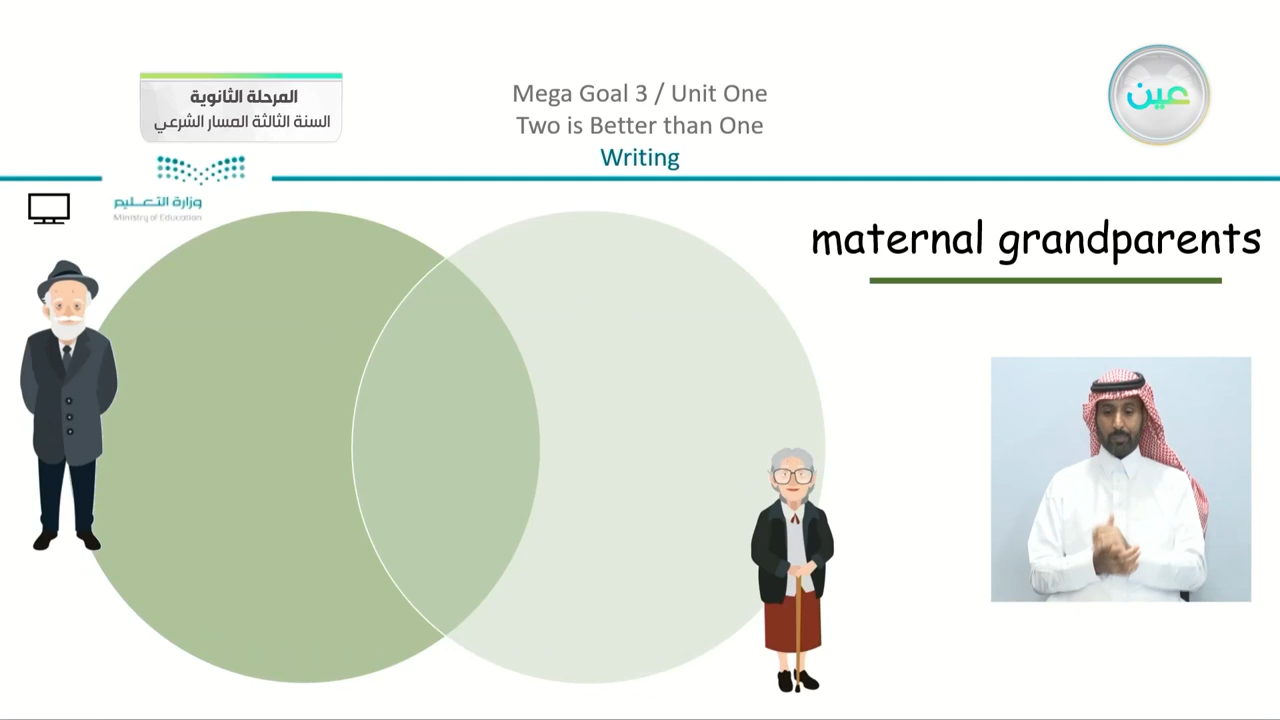 المرحلة الثانوية
السنة الثالثة المسار الشرعي
Mega Goal 3 / Unit One
Two is Better than One
Writing
عين
وزارة التعليم
Ministry of Education
maternal grandparents